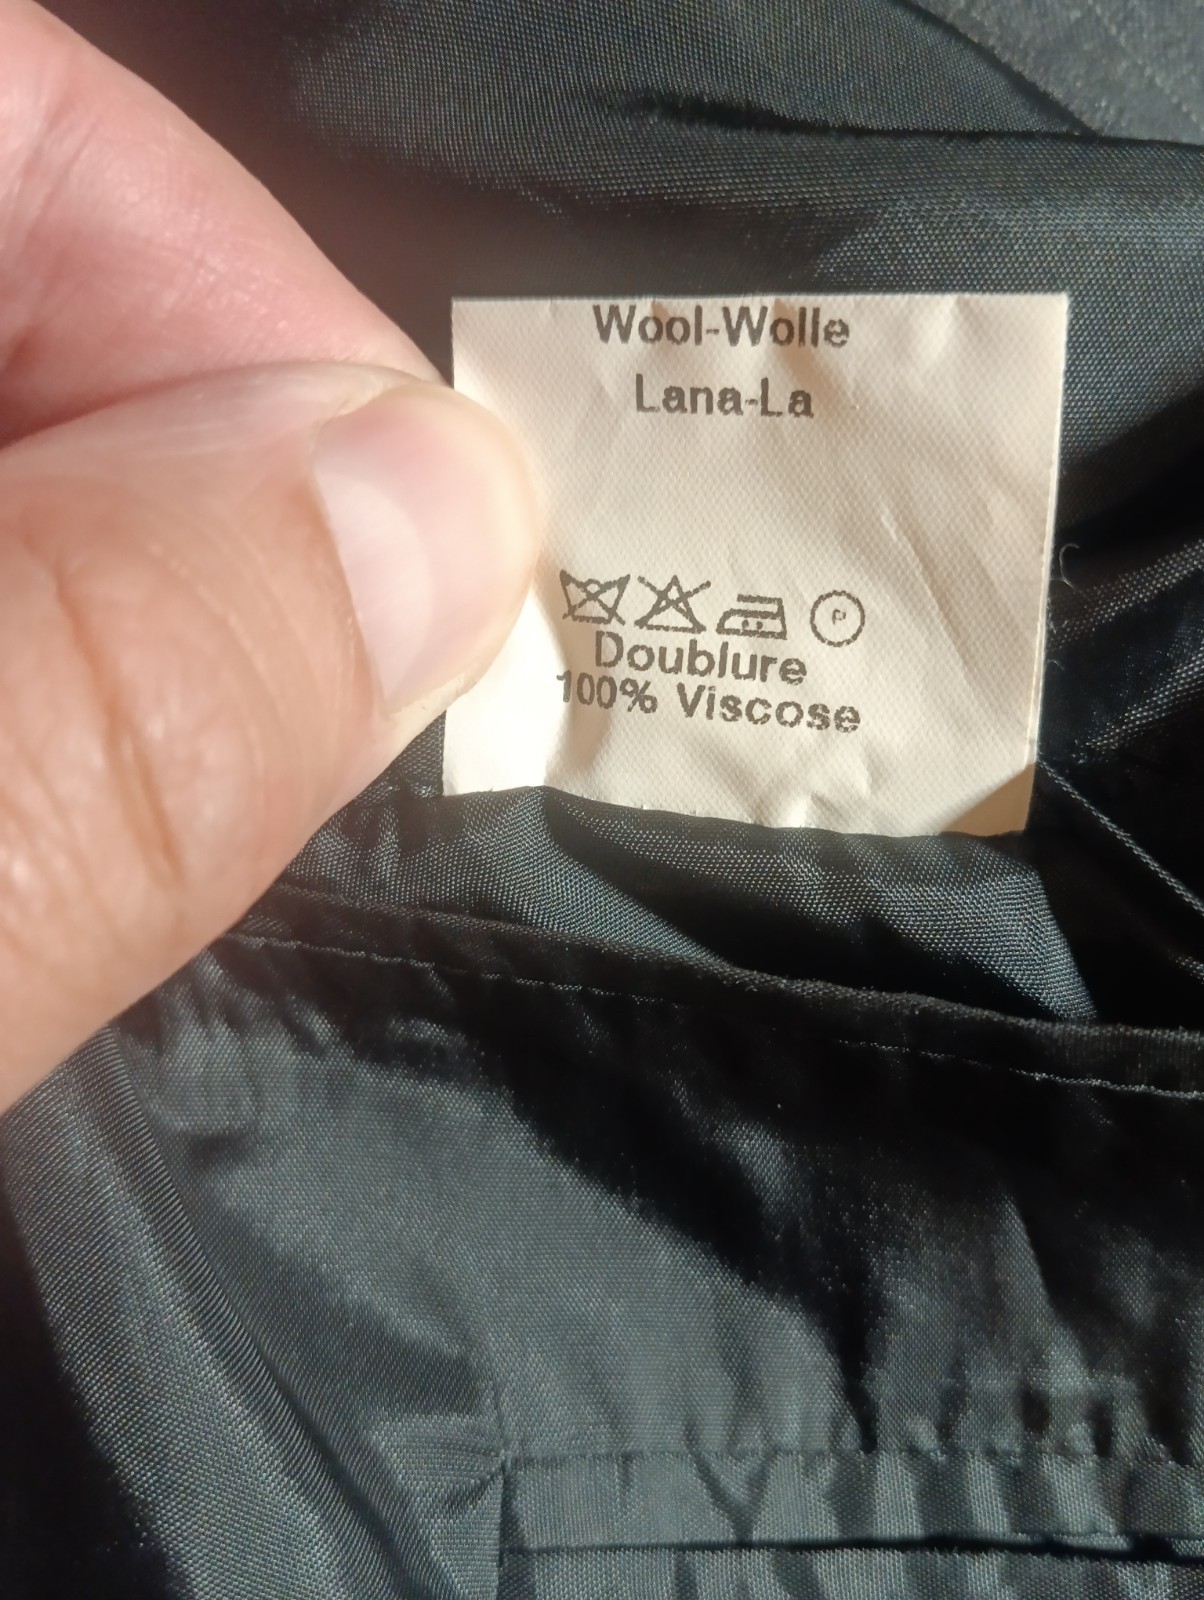 Wool-Wolle
Lana-La
P
Doublure
100% Viscose